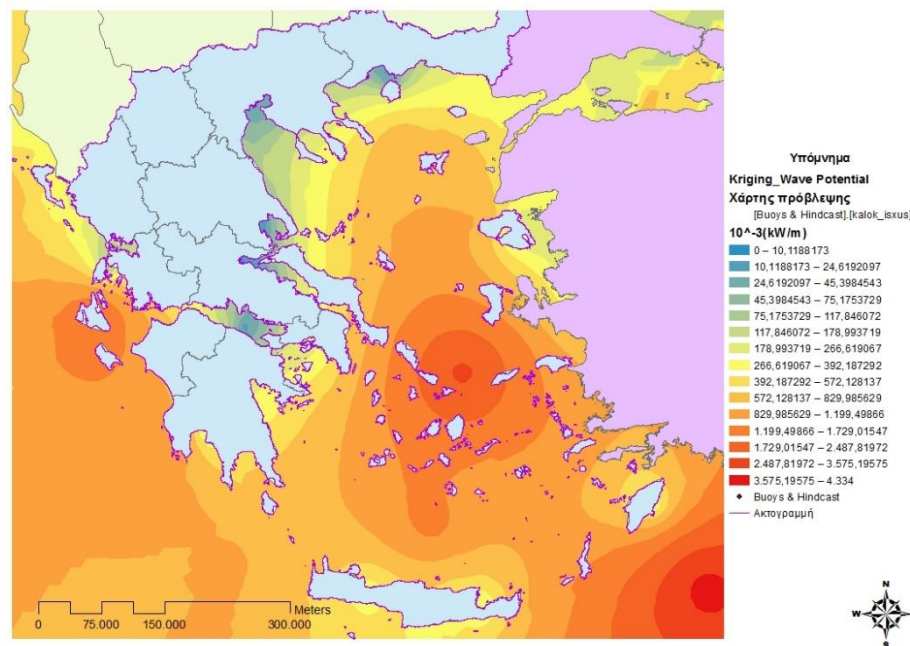 Υπόμνημα
Kriging_Wave Potential
Χάρτης πρόβλεψης
[Buoys & Hindcast].[kalok_isxus]
10^-3(kW/m)
0 – 10,1188173
10,1188173 – 24,6192097
24,6192097 – 45,3984543
45,3984543 – 75,1753729
75,1753729 – 117,846072
117,846072 – 178,993719
178,993719 – 266,619067
266,619067 – 392,187292
392,187292 – 572,128137
572,128137 – 829,985629
829,985629 – 1.199,49866
1.199,49866 – 1.729,01547
1.729,01547 – 2.487,81972
2.487,81972 – 3.575,19575
3.575,19575 – 4.334
Buoys & Hindcast
Ακτογραμμή
Meters
0 75.000 150.000 300.000
N
W E
S